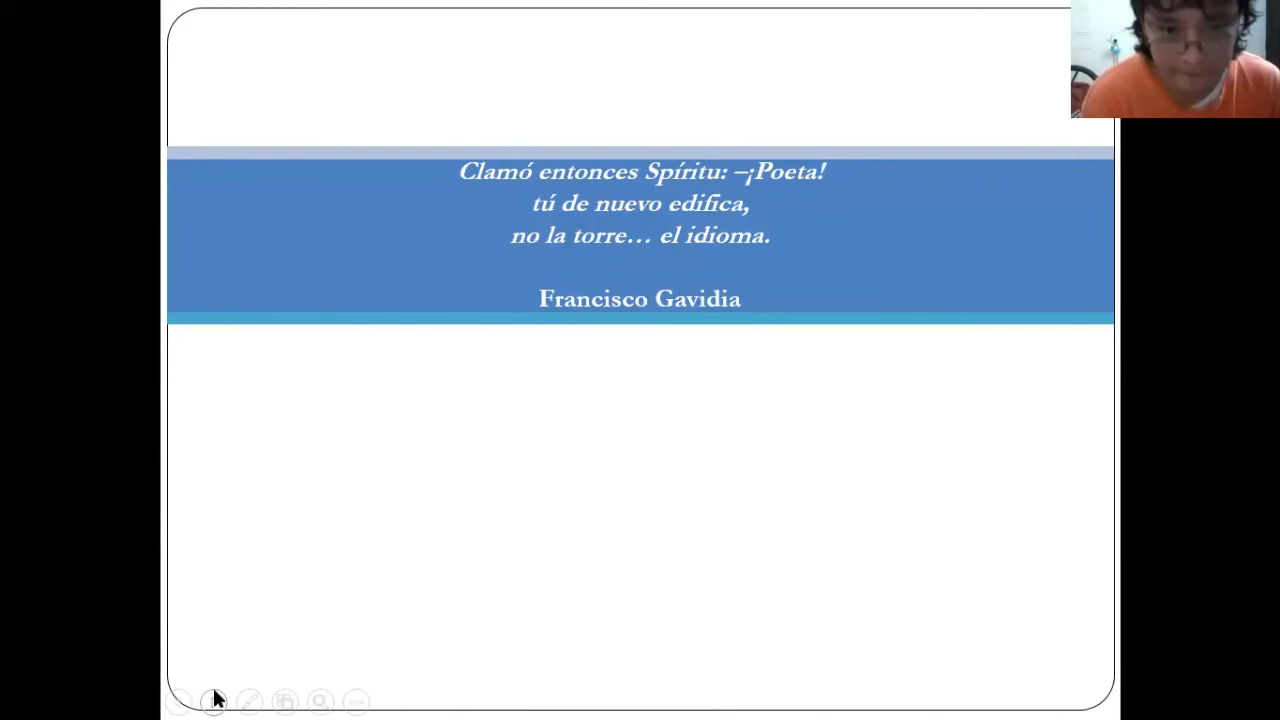 Clamó entonces Spíritu: –¡Poeta!
tú de nuevo edifica,
no la torre… el idioma.
Francisco Gavidia